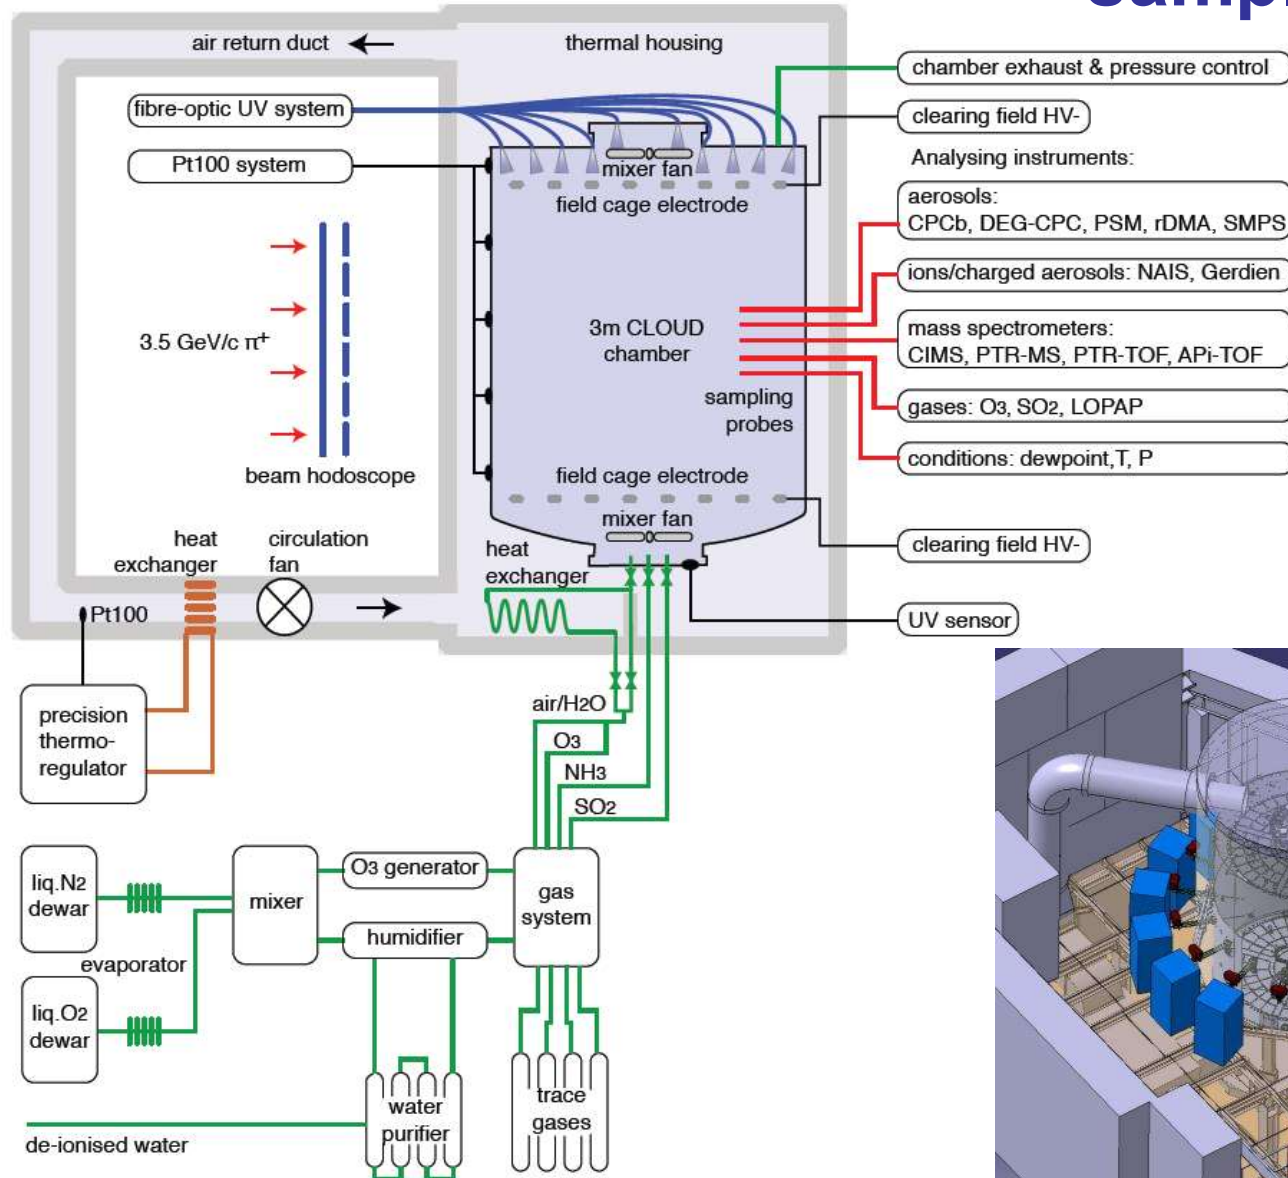 air return duct
thermal housing
fibre-optic UV system
Pt100 system
3.5 GeV/c π+
beam hodoscope
mixer fan
field cage electrode
3m CLOUD
chamber
sampling
probes
field cage electrode
mixer fan
chamber exhaust & pressure control
clearing field HV-
Analysing instruments:
aerosols:
CPCb, DEG-CPC, PSM, rDMA, SMPS
ions/charged aerosols: NAIS, Gerdien
mass spectrometers:
CIMS, PTR-MS, PTR-TOF, APi-TOF
gases: O3, SO2, LOPAP
conditions: dewpoint,T, P
clearing field HV-
UV sensor
heat
exchanger
circulation
fan
heat
exchanger
Pt100
precision
thermo-
regulator
air/H2O
O3
NH3
SO2
liq.N2
dewar
evaporator
liq.O2
dewar
mixer
O3 generator
humidifier
gas
system
water
purifier
trace
gases
de-ionised water